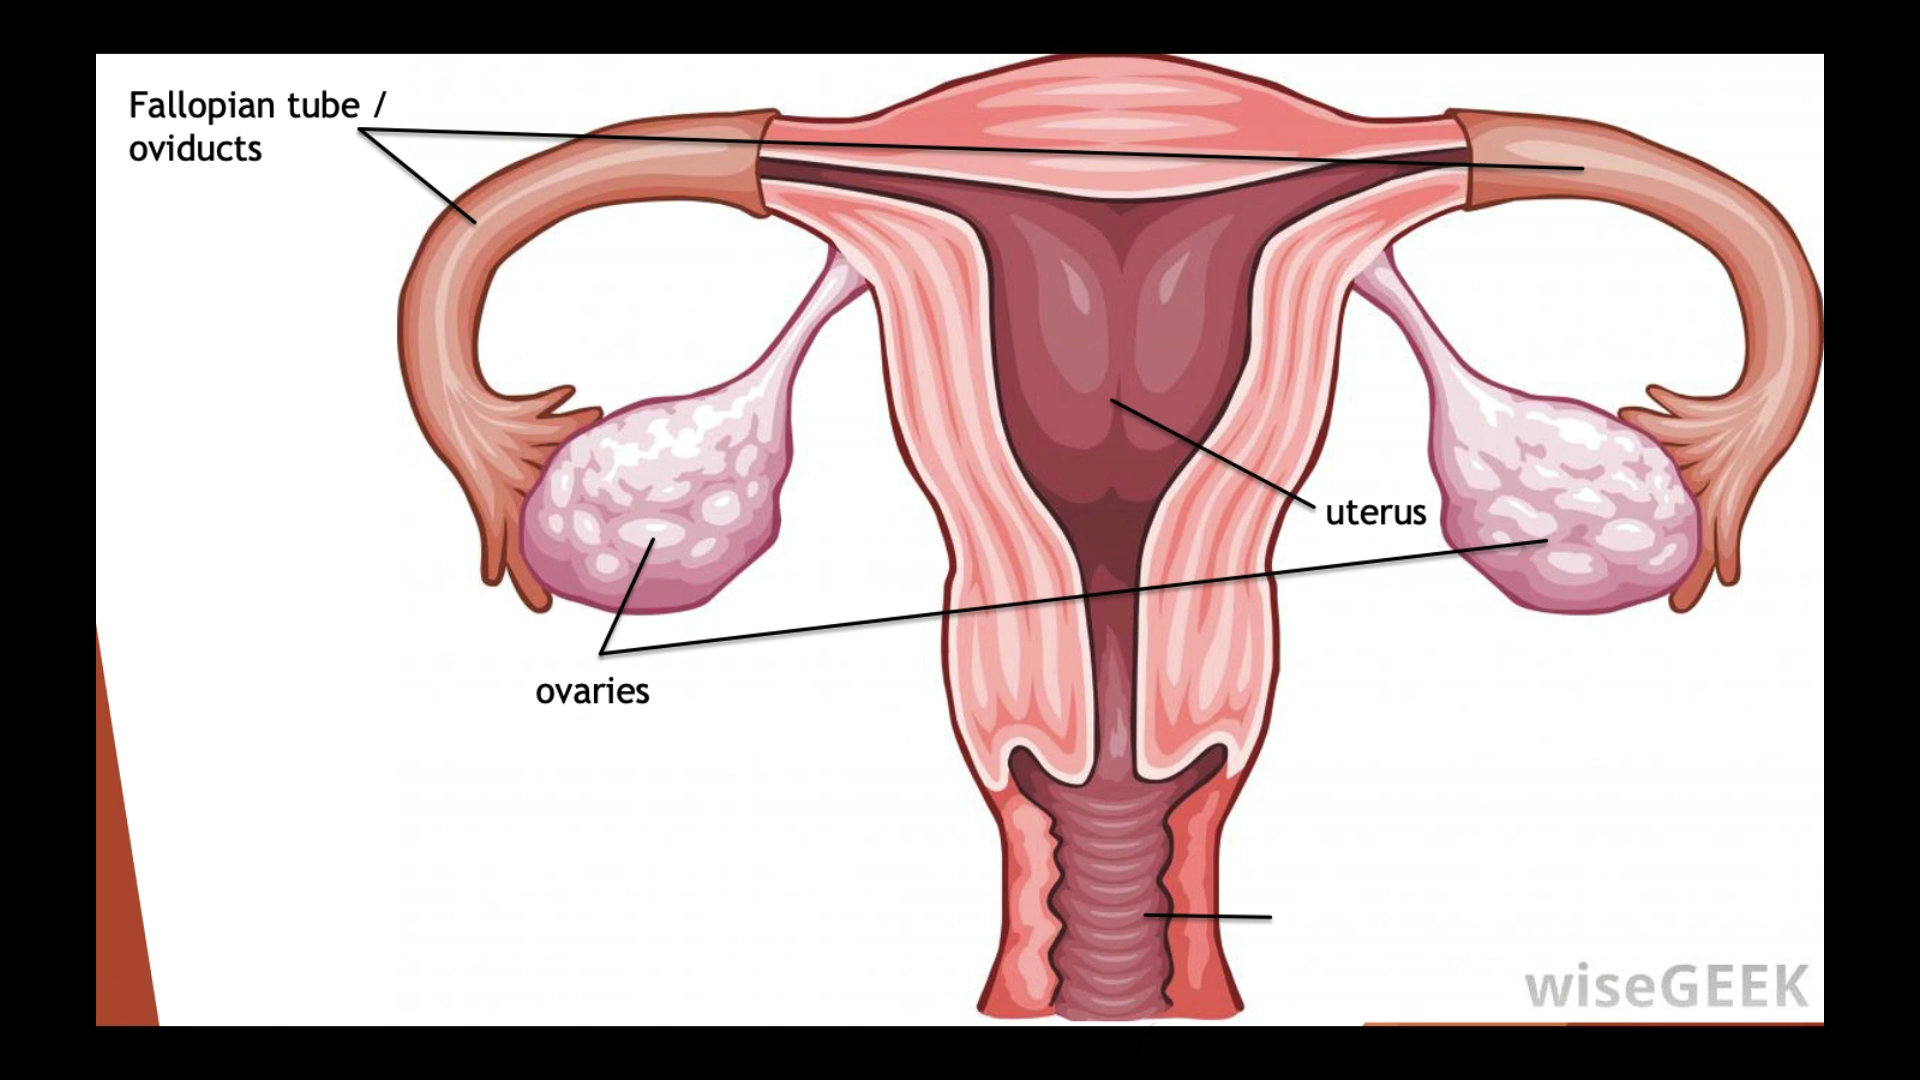 Fallopian tube /
oviducts
uterus
ovaries
wiseGEEK